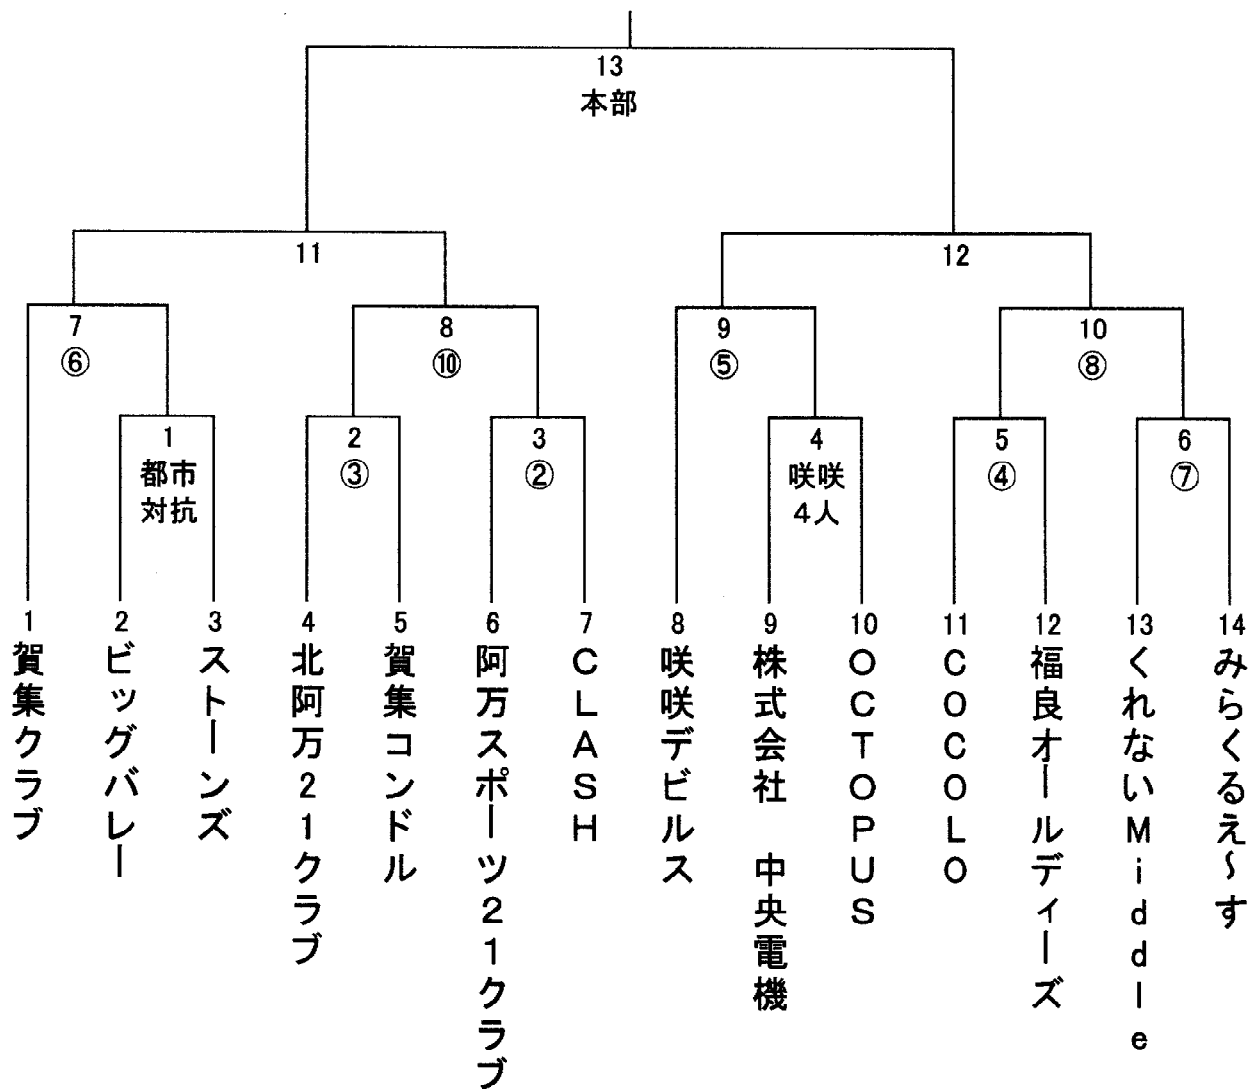 13
本部
11
12
7
⑥
8
⑩
9
⑤
10
⑧
1
都市
対抗
2
③
3
②
4
咲咲
4人
5
④
6
⑦
1
賀集クラブ
2
ビッグバレー
3
ストーンズ
4
北阿万21クラブ
5
賀集コンドル
6
阿万スポーツ21クラブ
7
CLASH
8
咲咲デビルス
9
株式会社　中央電機
10
OCTOPUS
11
COCOLO
12
福良オールディーズ
13
くれないMiddle
14
みらくるえ～す